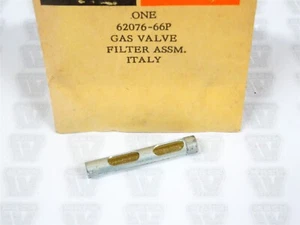 ONE
62076-66P
GAS VALVE
FILTER ASSM.
ITALY